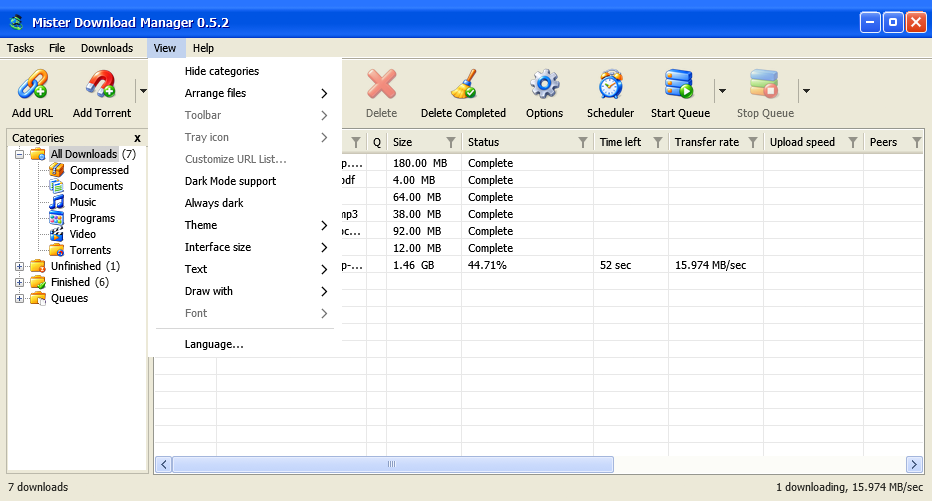 Mister Download Manager 0.5.2
Tasks File Downloads View Help
Add URL Add Torrent Delete Delete Completed Options Scheduler Start Queue Stop Queue
Hide categories
Arrange files
Toolbar
Tray icon
Customize URL List...
Dark Mode support
Always dark
Theme
Interface size
Text
Draw with
Font
Language...
Categories x
All Downloads (7)
Compressed
Documents
Music
Programs
Video
Torrents
Unfinished (1)
Finished (6)
Queues
Q Size Status Time left Transfer rate Upload speed Peers
p.... 180.00 MB Complete
pdf 4.00 MB Complete
64.00 MB Complete
mp3 38.00 MB Complete
oc... 92.00 MB Complete
12.00 MB Complete
p-... 1.46 GB 44.71% 52 sec 15.974 MB/sec
7 downloads
1 downloading, 15.974 MB/sec